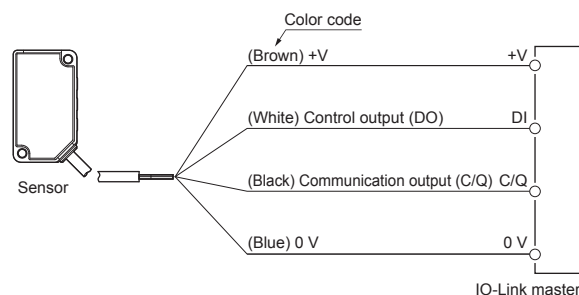 Color code
(Brown) +V +V
(White) Control output (DO) DI
Sensor
(Black) Communication output (C/Q) C/Q
(Blue) 0 V 0 V
IO-Link master